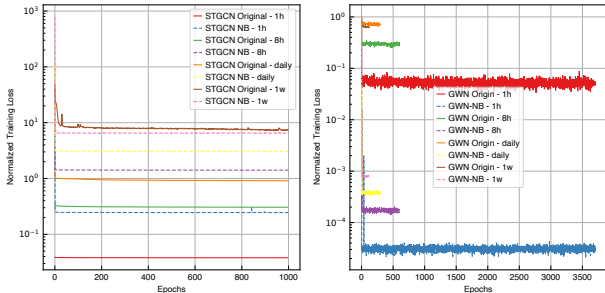 10³
10²
10¹
10⁰
10⁻¹
Normalized Training Loss
0 200 400 600 800 1000
Epochs
STGCN Original - 1h
STGCN NB - 1h
STGCN Original - 8h
STGCN NB - 8h
STGCN Original - daily
STGCN NB - daily
STGCN Original - 1w
STGCN NB - 1w
10⁰
10⁻¹
10⁻²
10⁻³
10⁻⁴
Normalized Training Loss
0 500 1000 1500 2000 2500 3000 3500
Epochs
GWN Origin - 1h
GWN-NB - 1h
GWN Origin - 8h
GWN-NB - 8h
GWN Origin - daily
GWN-NB - daily
GWN Origin - 1w
GWN-NB - 1w